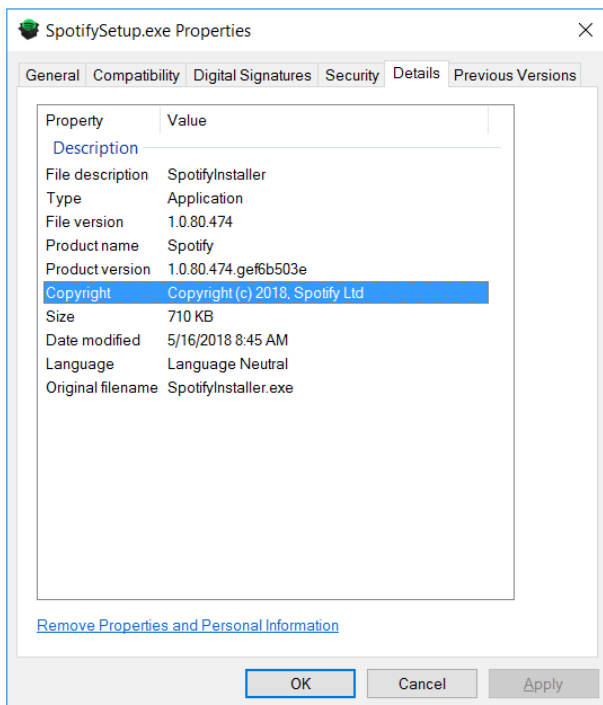 SpotifySetup.exe Properties
General Compatibility Digital Signatures Security Details Previous Versions
Property Value
Description
File description SpotifyInstaller
Type Application
File version 1.0.80.474
Product name Spotify
Product version 1.0.80.474.gef6b503e
Copyright Copyright (c) 2018, Spotify Ltd
Size 710 KB
Date modified 5/16/2018 8:45 AM
Language Language Neutral
Original filename SpotifyInstaller.exe
Remove Properties and Personal Information
OK Cancel Apply